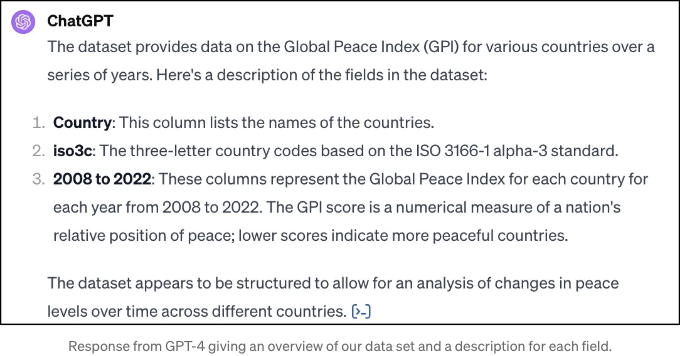 ChatGPT
The dataset provides data on the Global Peace Index (GPI) for various countries over a
series of years. Here's a description of the fields in the dataset:
1. Country: This column lists the names of the countries.
2. iso3c: The three-letter country codes based on the ISO 3166-1 alpha-3 standard.
3. 2008 to 2022: These columns represent the Global Peace Index for each country for
each year from 2008 to 2022. The GPI score is a numerical measure of a nation's
relative position of peace; lower scores indicate more peaceful countries.
The dataset appears to be structured to allow for an analysis of changes in peace
levels over time across different countries. [>-]
Response from GPT-4 giving an overview of our data set and a description for each field.